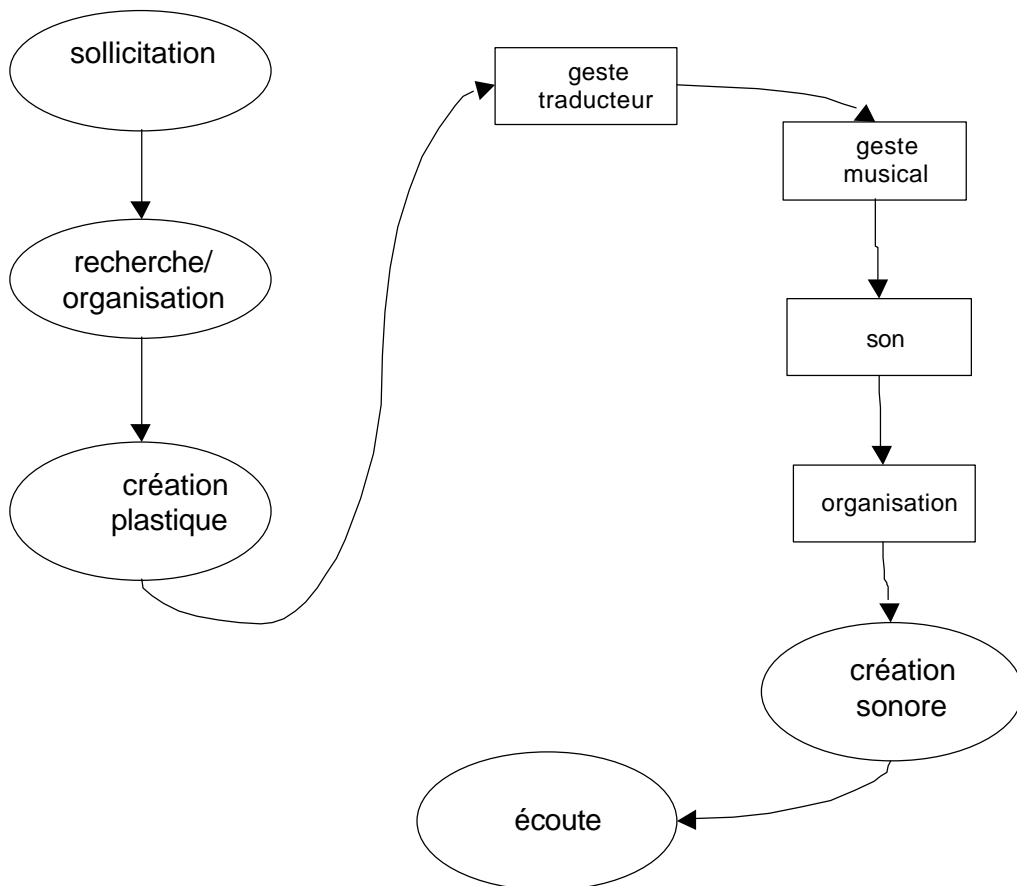 sollicitation
recherche/
organisation
création
plastique
geste
traducteur
geste
musical
son
organisation
création
sonore
écoute